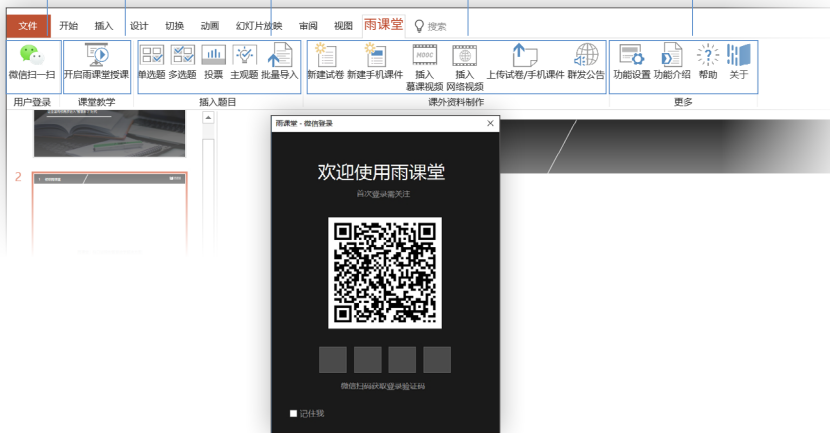 文件 开始 插入 设计 切换 动画 幻灯片放映 审阅 视图 雨课堂 搜索
微信扫一扫 开启雨课堂授课 单选题 多选题 投票 主观题 批量导入 新建试卷 新建手机课件 插入 慕课视频 插入 网络视频 上传试卷/手机课件 群发公告 功能设置 功能介绍 帮助 关于
MOOC
用户登录 课堂教学 插入题目 课外资料制作 更多
雨课堂 - 微信登录
2
欢迎使用雨课堂
首次登录需关注
微信扫码获取登录验证码
记住我